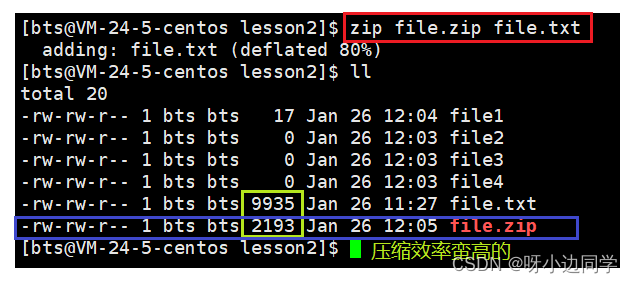 [bts@VM-24-5-centos lesson2]$ zip file.zip file.txt
  adding: file.txt (deflated 80%)
[bts@VM-24-5-centos lesson2]$ ll
total 20
-rw-rw-r-- 1 bts bts   17 Jan 26 12:04 file1
-rw-rw-r-- 1 bts bts    0 Jan 26 12:03 file2
-rw-rw-r-- 1 bts bts    0 Jan 26 12:03 file3
-rw-rw-r-- 1 bts bts    0 Jan 26 12:03 file4
-rw-rw-r-- 1 bts bts 9935 Jan 26 11:27 file.txt
-rw-rw-r-- 1 bts bts 2193 Jan 26 12:05 file.zip
[bts@VM-24-5-centos lesson2]$ 压缩效率蛮高的
CSDN @呀小边同学